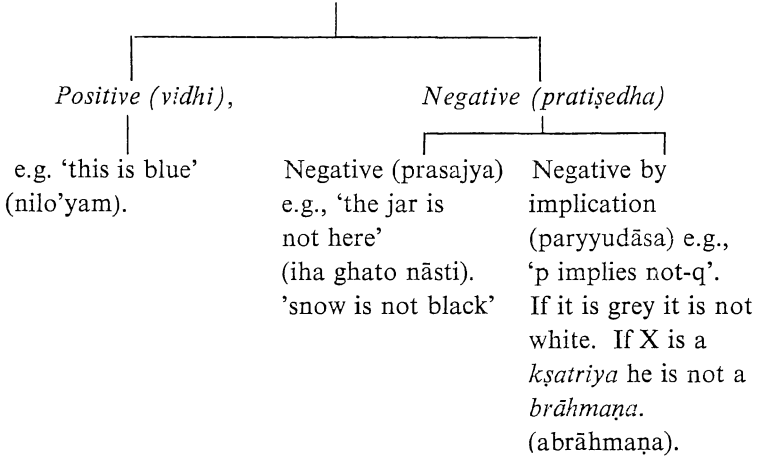 Positive (vidhi),
Negative (pratiṣedha)
e.g. ‘this is blue’
(nilo’yam).
Negative (prasajya)
e.g., ‘the jar is
not here’
(iha ghato nāsti).
’snow is not black’
Negative by
implication
(paryyudāsa) e.g.,
‘p implies not-q’.
If it is grey it is not
white. If X is a
kṣatriya he is not a
brāhmaṇa.
(abrāhmaṇa).